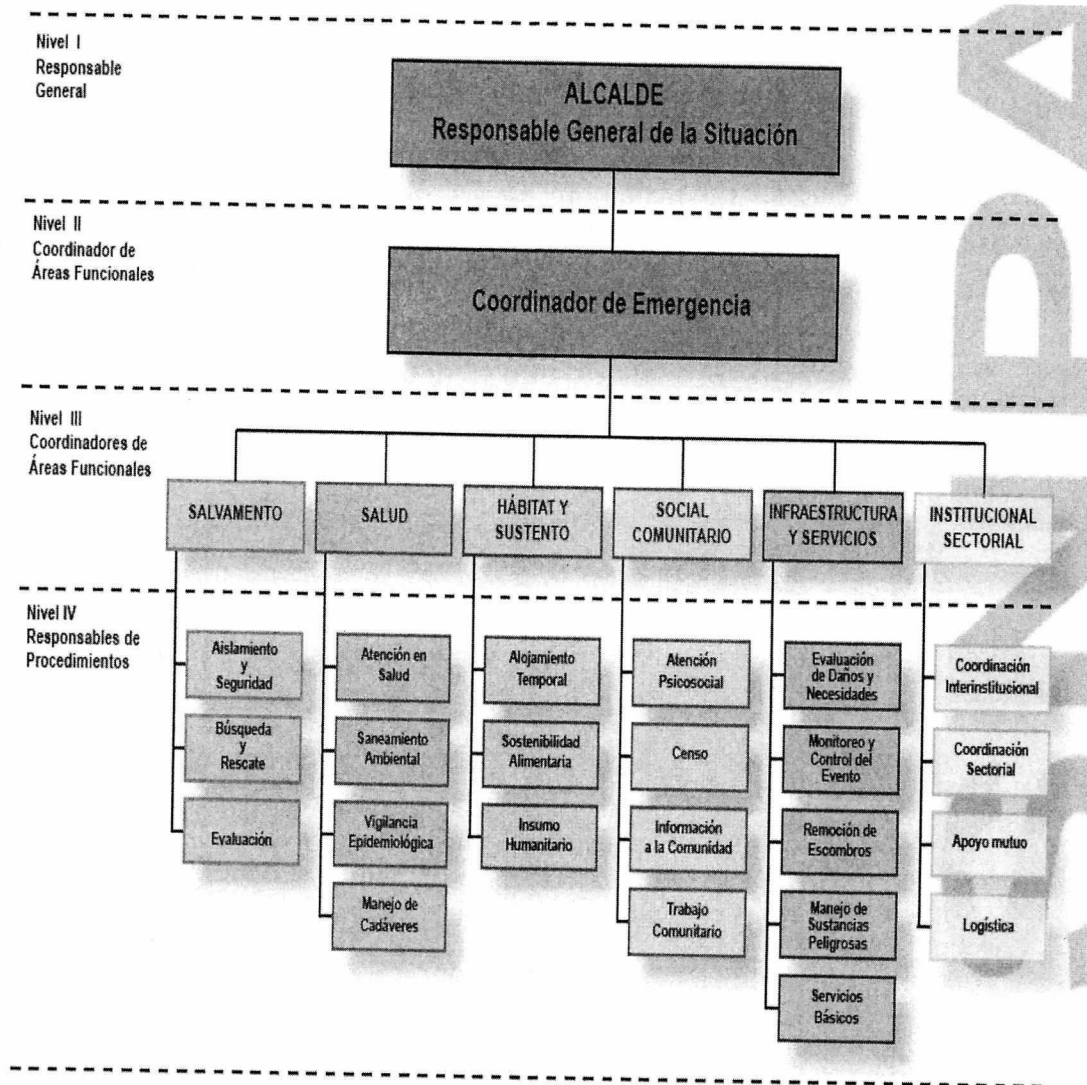 Nivel I
Responsable
General
ALCALDE
Responsable General de la Situación
Nivel II
Coordinador de
Áreas Funcionales
Coordinador de Emergencia
Nivel III
Coordinadores de
Áreas Funcionales
SALVAMENTO
SALUD
HÁBITAT Y
SUSTENTO
SOCIAL
COMUNITARIO
INFRAESTRUCTURA
Y SERVICIOS
INSTITUCIONAL
SECTORIAL
Nivel IV
Responsables de
Procedimientos
Aislamiento
y
Seguridad
Búsqueda
y
Rescate
Evaluación
Atención en
Salud
Saneamiento
Ambiental
Vigilancia
Epidemiológica
Manejo de
Cadáveres
Alojamiento
Temporal
Sostenibilidad
Alimentaria
Insumo
Humanitario
Atención
Psicosocial
Censo
Información
a la Comunidad
Trabajo
Comunitario
Evaluación
de Daños y
Necesidades
Monitoreo y
Control del
Evento
Remoción de
Escombros
Manejo de
Sustancias
Peligrosas
Servicios
Básicos
Coordinación
Interinstitucional
Coordinación
Sectorial
Apoyo mutuo
Logística